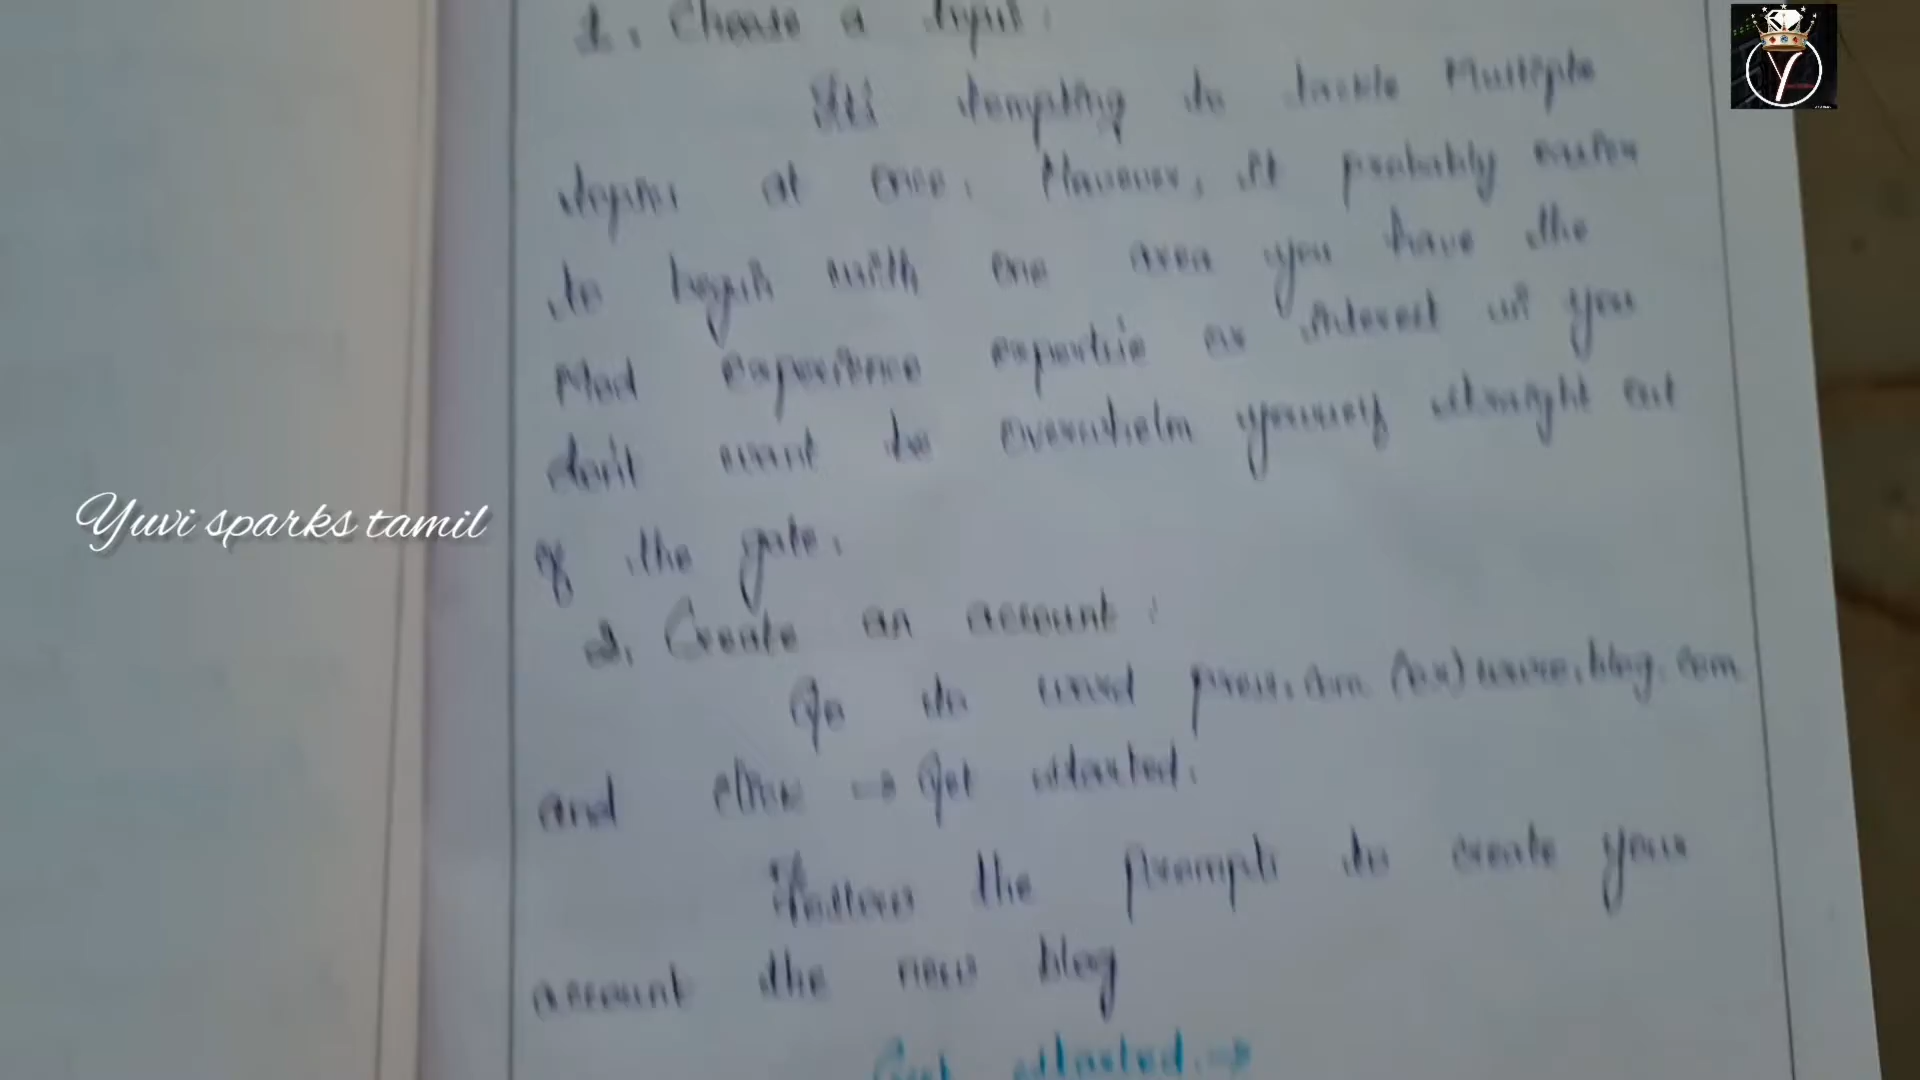 1. Choose a topic:
It's tempting to tackle Multiple
topics at once. However, it probably easier
to begin with one area you have the
Most experience expertise or interest in you
don't want to overwhelm yourself straight out
of the gate.
2. Create an account:
Go to word press.com (or) www.blog.com
and click → Get started.
Follow the prompts to create your
account the new blog
Get started →
Yuvi sparks tamil
Y